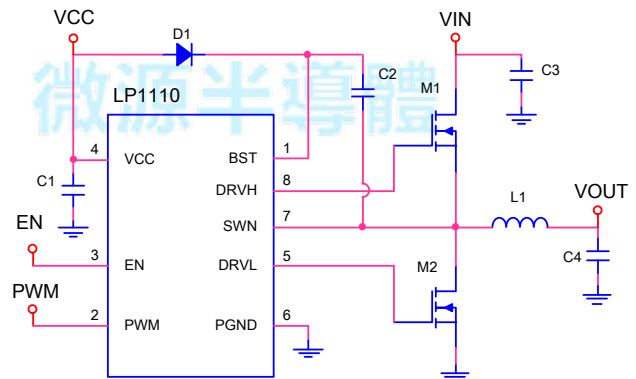 VCC
D1
VIN
C2
C3
微源半導體
M1
LP1110
4
VCC
BST
1
C1
DRVH
8
L1
VOUT
EN
SWN
7
3
EN
DRVL
5
M2
C4
PWM
2
PWM
PGND
6